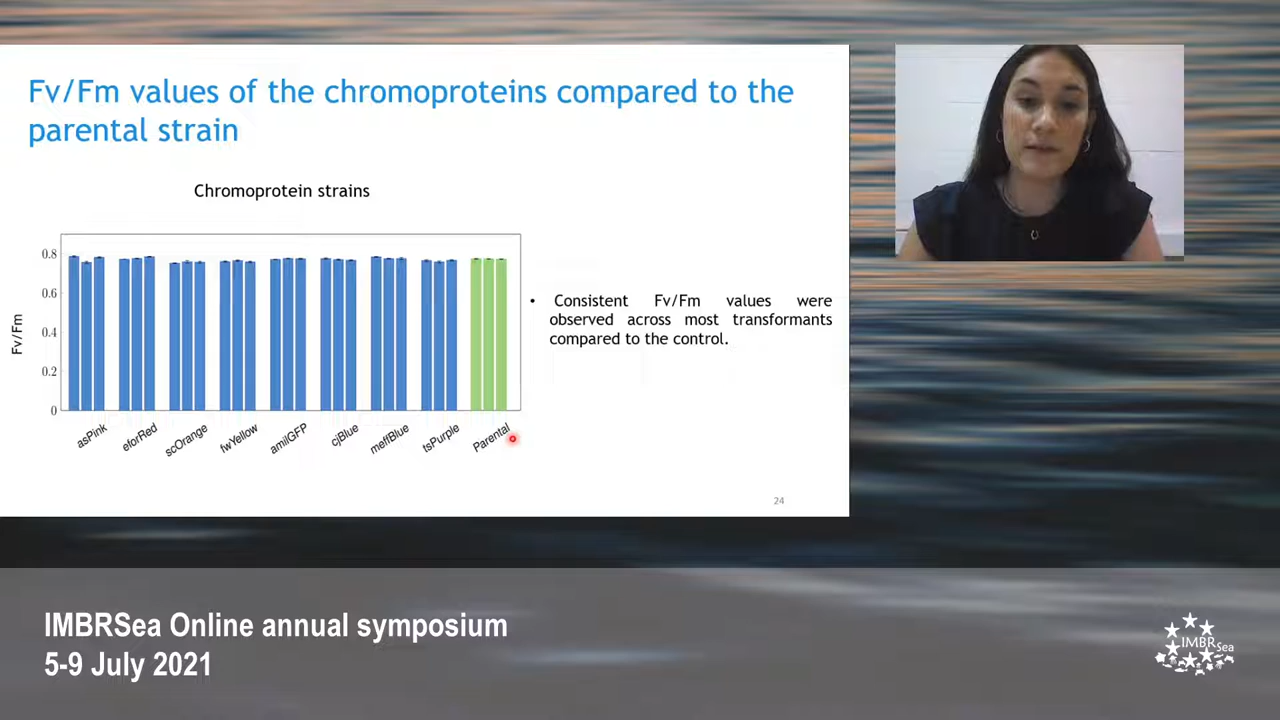 Fv/Fm values of the chromoproteins compared to the
parental strain
Chromoprotein strains
0.8
0.6
0.4
0.2
0
Fv/Fm
asPink
eforRed
scOrange
fwYellow
amilGFP
cjBlue
meffBlue
tsPurple
Parental
• Consistent Fv/Fm values were
observed across most transformants
compared to the control.
24
IMBRSea Online annual symposium
5-9 July 2021
IMBRSea